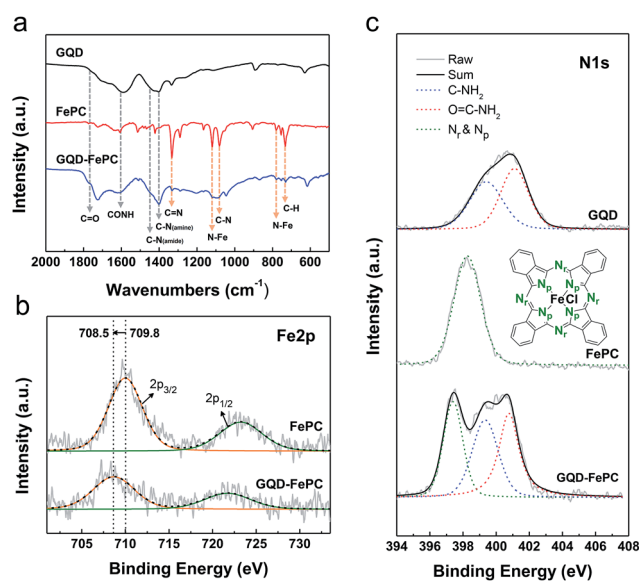 a
GQD
FePC
GQD-FePC
C=O
CONH
C-N(amide)
C-N(amine)
C=N
N-Fe
C-N
N-Fe
C-H
Intensity (a.u.)
2000 1800 1600 1400 1200 1000 800 600
Wavenumbers (cm-1)
b
Fe2p
708.5 709.8
2p3/2
2p1/2
FePC
GQD-FePC
Intensity (a.u.)
705 710 715 720 725 730
Binding Energy (eV)
c
N1s
Raw
Sum
C-NH2
O=C-NH2
Nr & Np
GQD
Nr
Np Np
Nr FeCl Nr
Np Np
Nr
FePC
GQD-FePC
Intensity (a.u.)
394 396 398 400 402 404 406 408
Binding Energy (eV)